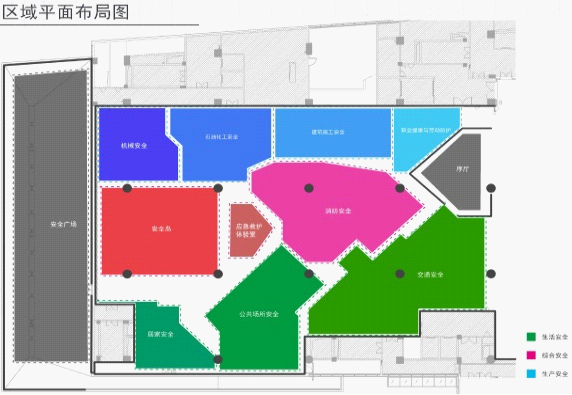 区域平面布局图
机械安全
石油化工安全
建筑施工安全
职业健康与劳动防护
序厅
安全广场
安全岛
应急救护
体验室
消防安全
交通安全
公共场所安全
居家安全
生活安全
综合安全
生产安全